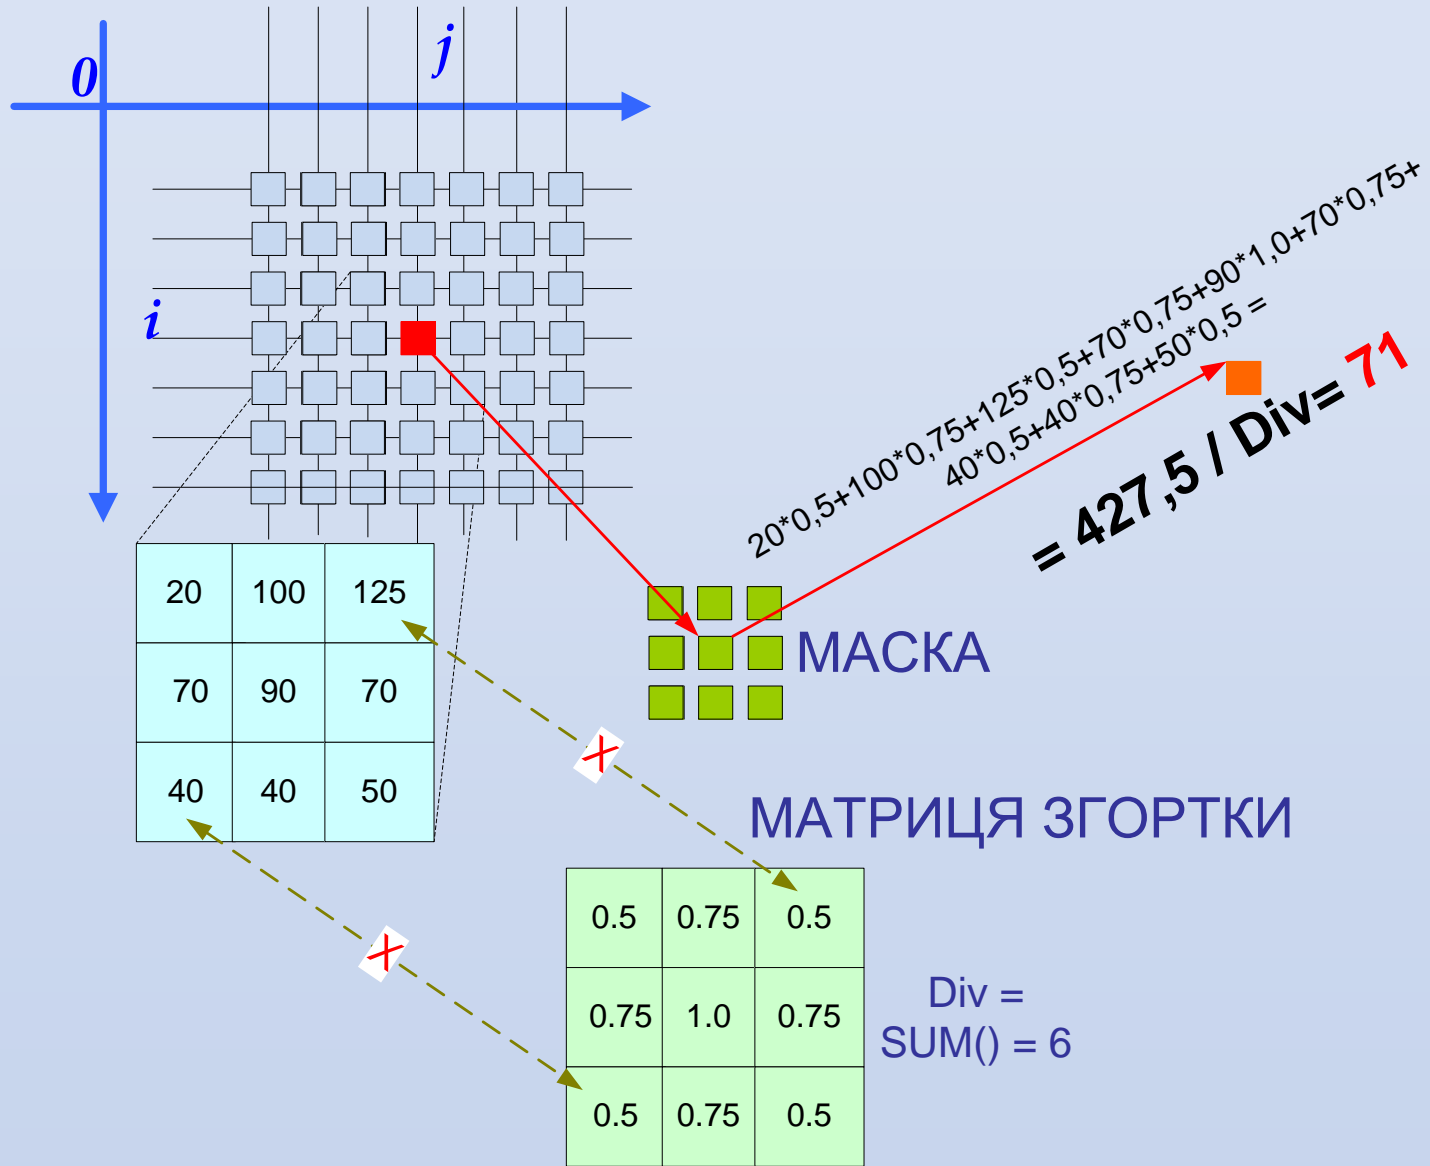 0
j
i
20*0,5+100*0,75+125*0,5+70*0,75+90*1,0+70*0,75+
40*0,5+40*0,75+50*0,5 =
= 427,5 / Div= 71
20 100 125
70 90 70
40 40 50
МАСКА
X
X
МАТРИЦЯ ЗГОРТКИ
0.5 0.75 0.5
0.75 1.0 0.75
0.5 0.75 0.5
Div =
SUM() = 6